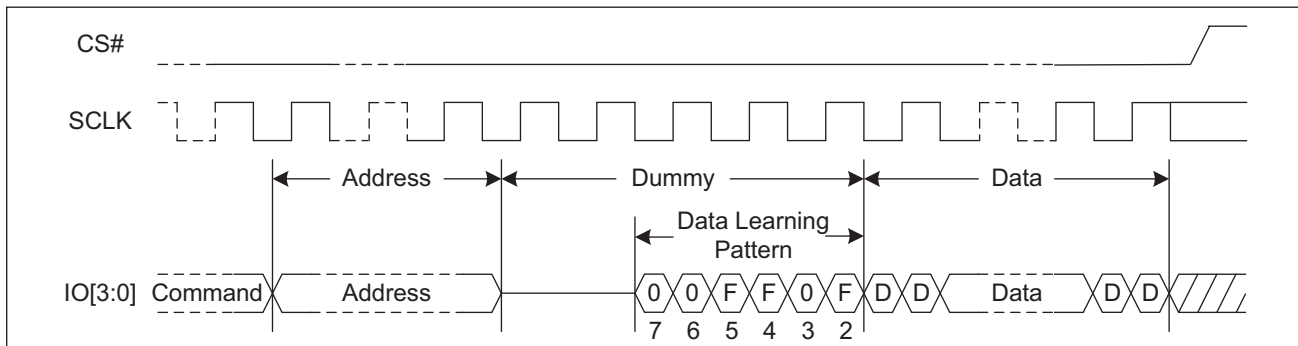 CS#
SCLK
Address Dummy Data
Data Learning
Pattern
IO[3:0] Command Address 0 0 F F 0 F D D Data D D
7 6 5 4 3 2